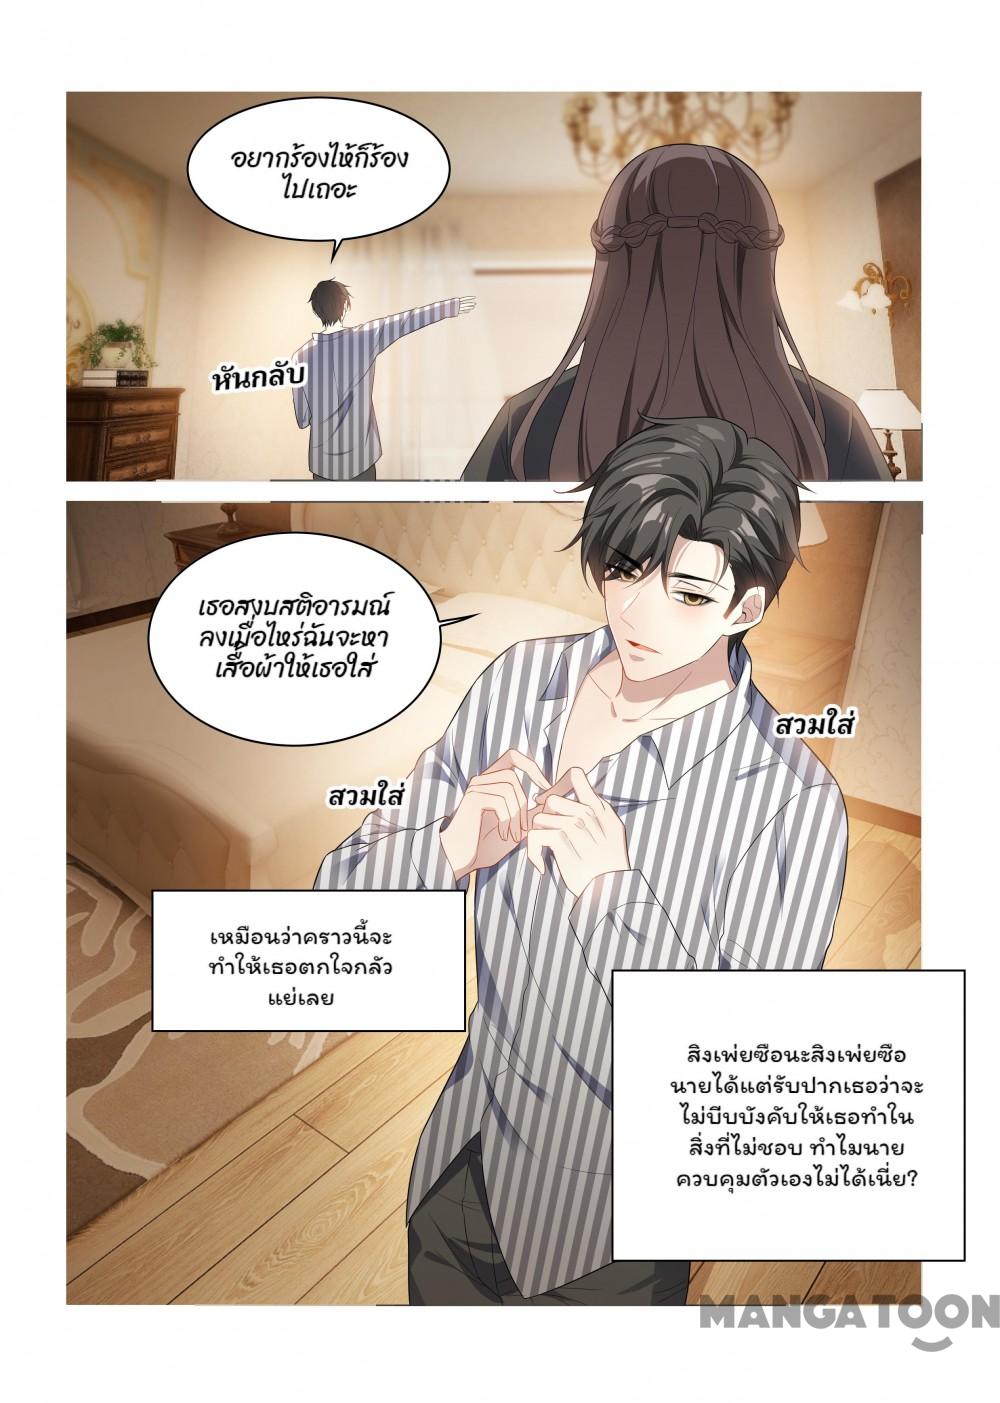 อยากร้องไห้ก็ร้อง
ไปเถอะ
หันกลับ
เธอสงบสติอารมณ์
ลงเมื่อไหร่ฉันจะหา
เสื้อผ้าให้เธอใส่
สวมใส่
สวมใส่
เหมือนว่าคราวนี้จะ
ทำให้เธอตกใจกลัว
แย่เลย
สิงเพ่ยซือนะสิงเพ่ยซือ
นายได้แต่รับปากเธอว่าจะ
ไม่บีบบังคับให้เธอทำใน
สิ่งที่ไม่ชอบ ทำไมนาย
ควบคุมตัวเองไม่ได้เนี่ย?
MANGATOON